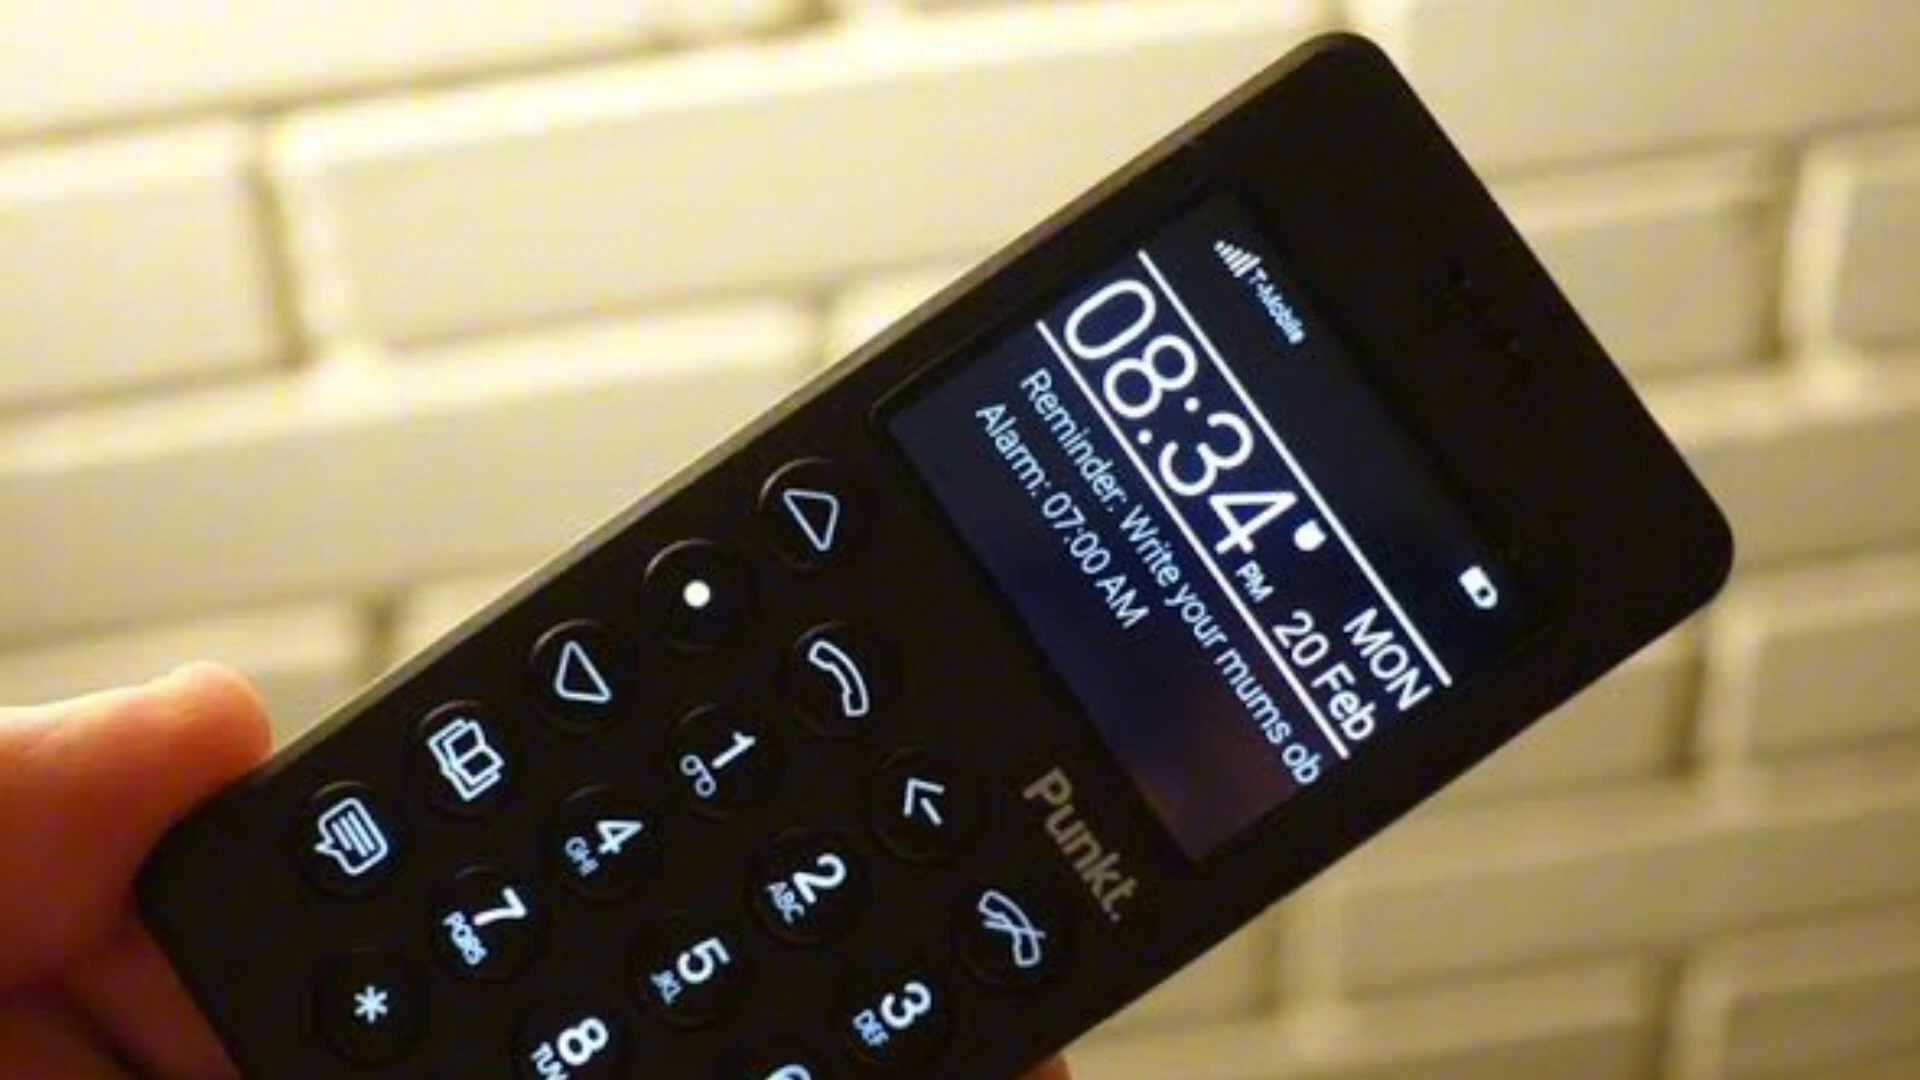 T-Mobile
08:34 PM
MON
20 Feb
Reminder: Write your mums ob
Alarm: 07:00 AM
Punkt.
1
2 ABC
3 DEF
4 GHI
5 JKL
7 PQRS
8 TUV
*